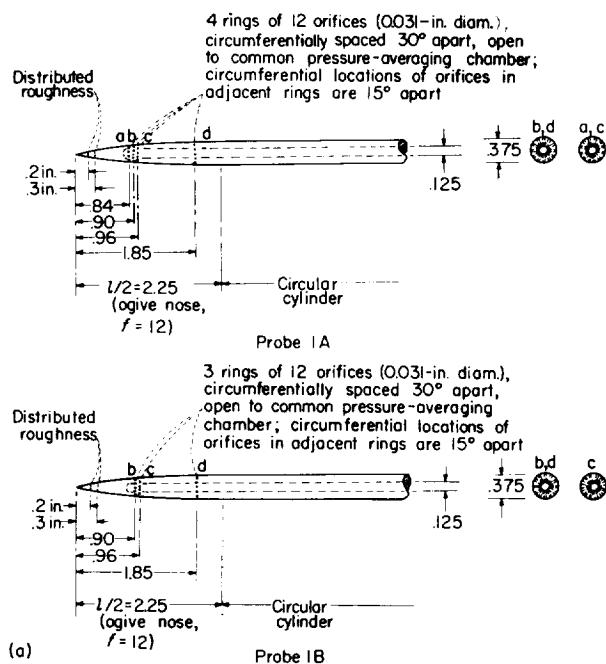 4 rings of 12 orifices (0.031-in. diam.),
circumferentially spaced 30° apart, open
to common pressure-averaging chamber;
circumferential locations of orifices in
adjacent rings are 15° apart
Distributed
roughness
a b c d
b,d a,c
.375
.125
.2 in.
.3 in.
.84
.90
.96
1.85
l/2=2.25
(ogive nose,
f=12)
Circular
cylinder
Probe 1A
3 rings of 12 orifices (0.031-in. diam.),
circumferentially spaced 30° apart,
open to common pressure-averaging
chamber; circumferential locations of
orifices in adjacent rings are 15° apart
Distributed
roughness
b c d
b,d c
.375
.125
.2 in.
.3 in.
.90
.96
1.85
l/2=2.25
(ogive nose,
f=12)
Circular
cylinder
(a)
Probe 1B